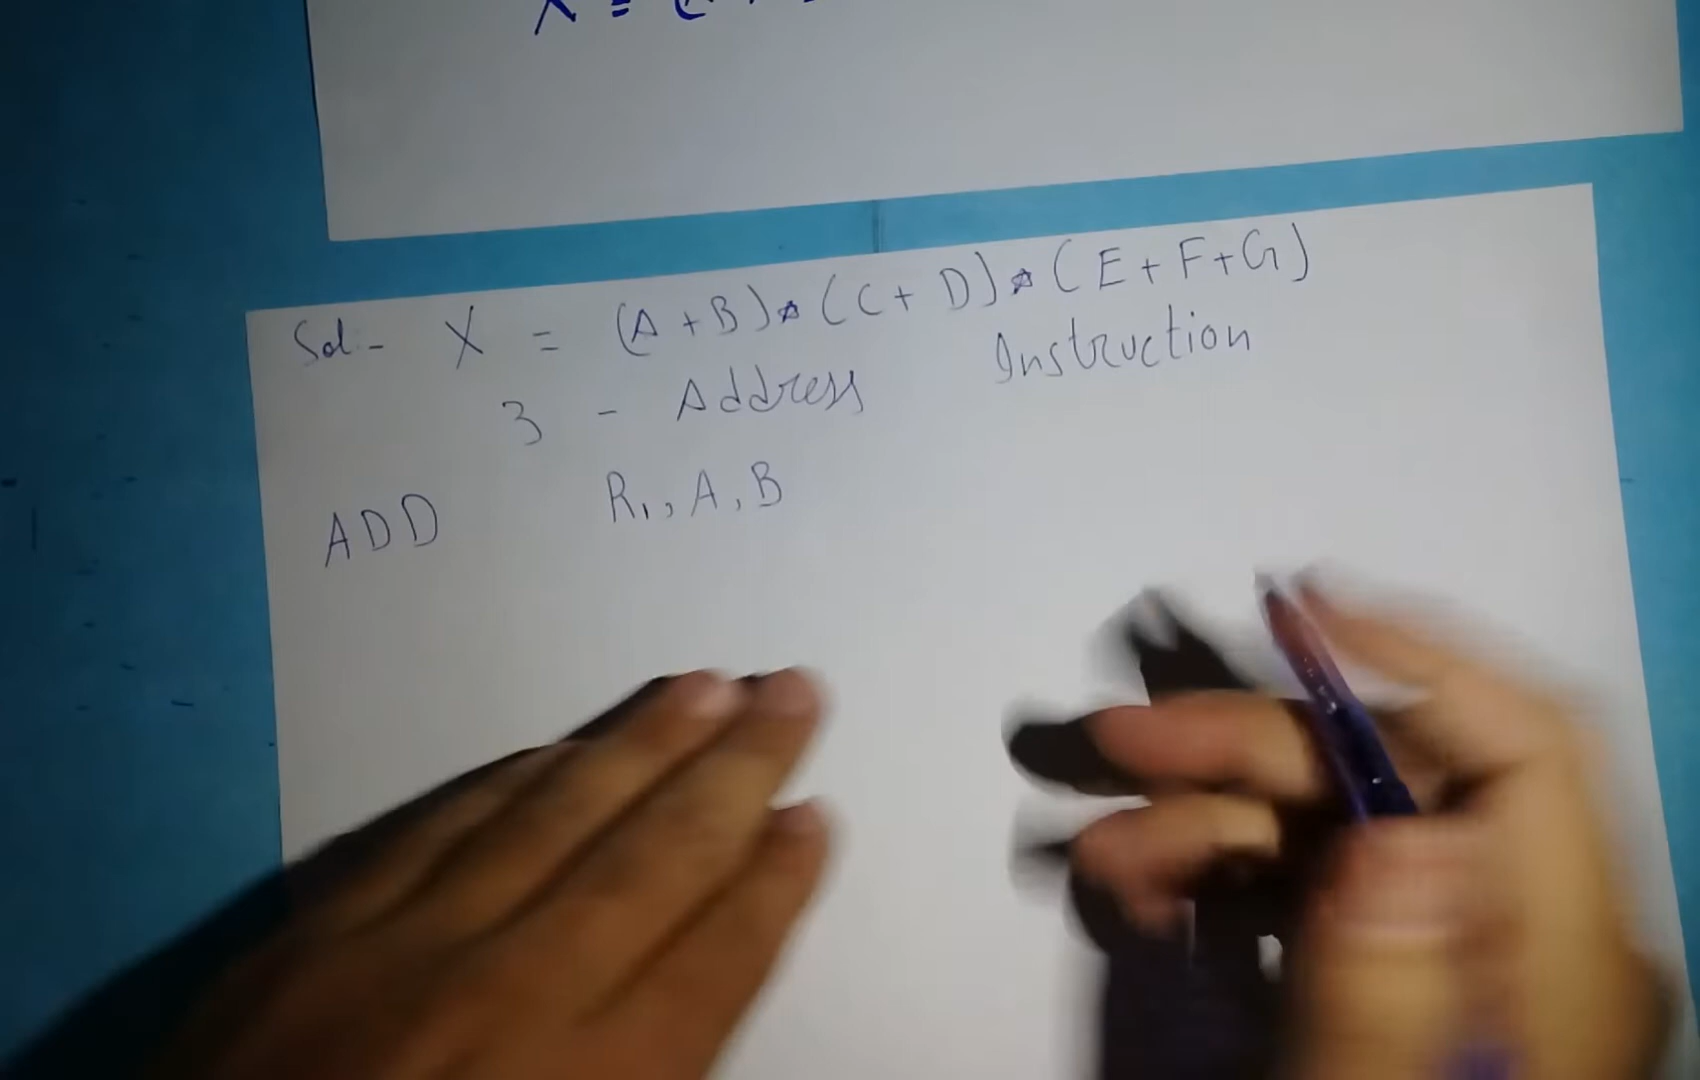 X =
Sol- X = (A+B)*(C+D)*(E+F+G)
3 - Address Instruction
ADD R1, A, B